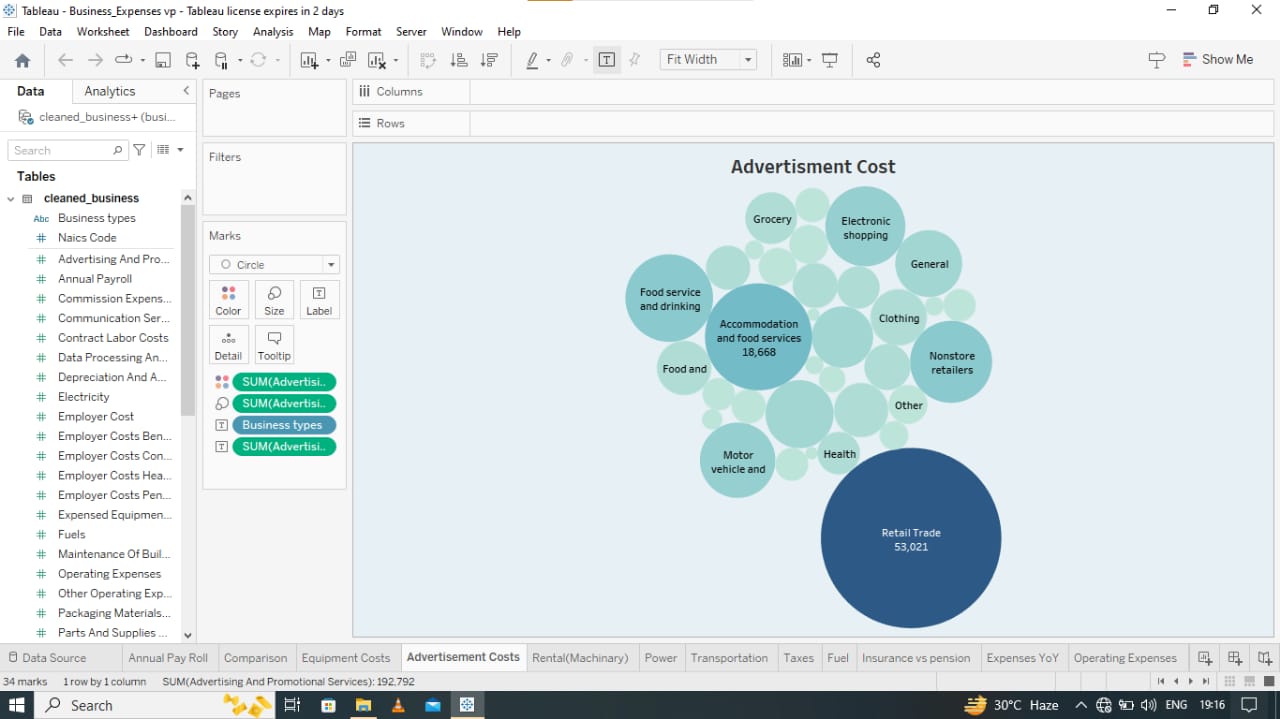 Tableau - Business_Expenses vp - Tableau license expires in 2 days
File Data Worksheet Dashboard Story Analysis Map Format Server Window Help
Fit Width
Show Me
Data Analytics
cleaned_business+ (busi...
Search
Tables
cleaned_business
Abc Business types
# Naics Code
# Advertising And Pro...
# Annual Payroll
# Commission Expens...
# Communication Ser...
# Contract Labor Costs
# Data Processing An...
# Depreciation And A...
# Electricity
# Employer Cost
# Employer Costs Ben...
# Employer Costs Con...
# Employer Costs Hea...
# Employer Costs Pen...
# Expensed Equipmen...
# Fuels
# Maintenance Of Buil...
# Operating Expenses
# Other Operating Exp...
# Packaging Materials...
# Parts And Supplies ...
Pages
Filters
Marks
Circle
Color Size Label
Detail Tooltip
SUM(Advertisi..
SUM(Advertisi..
Business types
SUM(Advertisi..
Columns
Rows
Advertisment Cost
Grocery
Electronic
shopping
General
Food service
and drinking
Accommodation
and food services
18,668
Clothing
Nonstore
retailers
Food and
Other
Motor
vehicle and
Health
Retail Trade
53,021
Data Source Annual Pay Roll Comparison Equipment Costs Advertisement Costs Rental(Machinary) Power Transportation Taxes Fuel Insurance vs pension Expenses YoY Operating Expenses
34 marks 1 row by 1 column SUM(Advertising And Promotional Services): 192,792
Search
30°C Haze
ENG 19:16